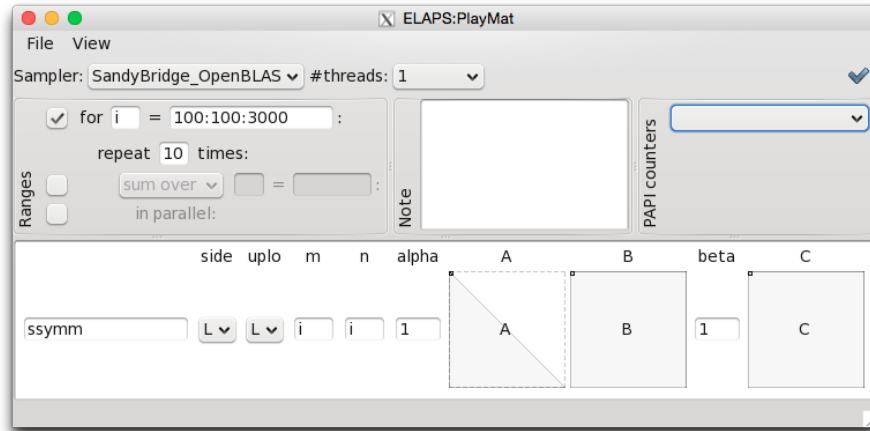 X ELAPS:PlayMat
File View
Sampler: SandyBridge_OpenBLAS #threads: 1
for i = 100:100:3000 :
repeat 10 times:
sum over = :
in parallel:
Ranges
Note
PAPI counters
side uplo m n alpha A B beta C
ssymm L L i i 1 A B 1 C